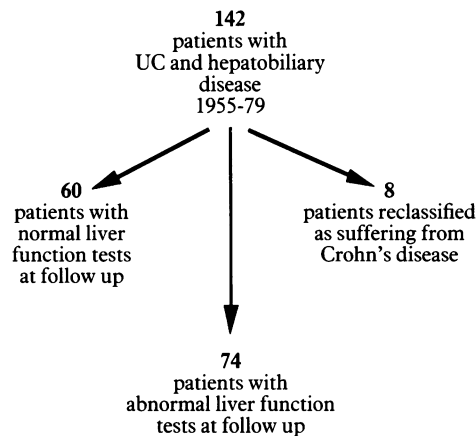 142
patients with
UC and hepatobiliary
disease
1955-79
60
patients with
normal liver
function tests
at follow up
8
patients reclassified
as suffering from
Crohn's disease
74
patients with
abnormal liver function
tests at follow up